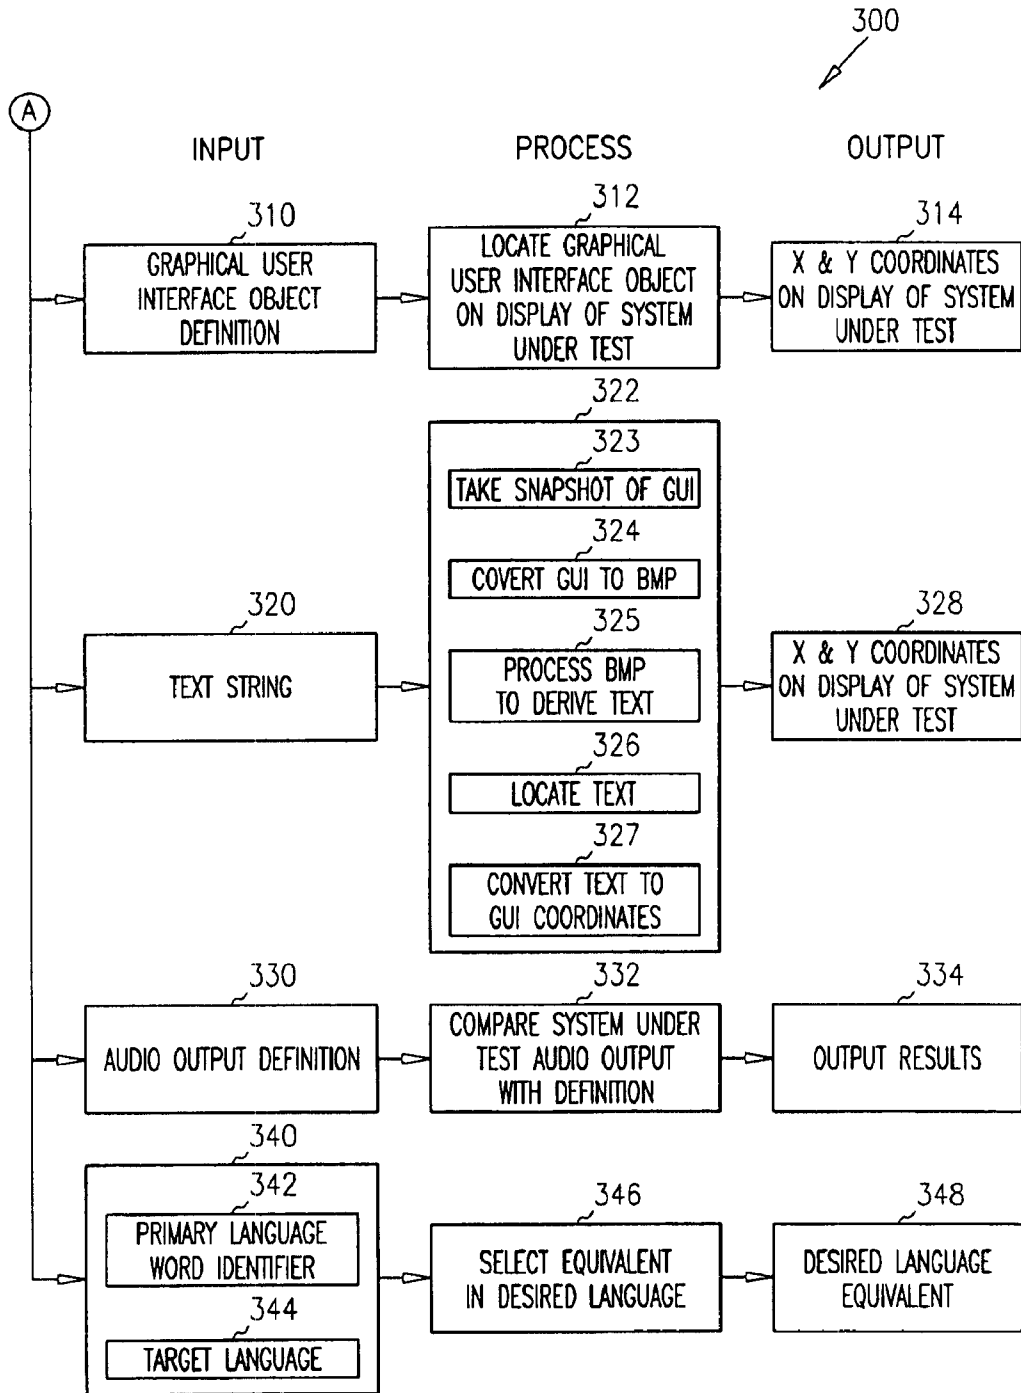 300
A
INPUT PROCESS OUTPUT
310
GRAPHICAL USER
INTERFACE OBJECT
DEFINITION
312
LOCATE GRAPHICAL
USER INTERFACE OBJECT
ON DISPLAY OF SYSTEM
UNDER TEST
314
X & Y COORDINATES
ON DISPLAY OF SYSTEM
UNDER TEST
320
TEXT STRING
322
323
TAKE SNAPSHOT OF GUI
324
COVERT GUI TO BMP
325
PROCESS BMP
TO DERIVE TEXT
326
LOCATE TEXT
327
CONVERT TEXT TO
GUI COORDINATES
328
X & Y COORDINATES
ON DISPLAY OF SYSTEM
UNDER TEST
330
AUDIO OUTPUT DEFINITION
332
COMPARE SYSTEM UNDER
TEST AUDIO OUTPUT
WITH DEFINITION
334
OUTPUT RESULTS
340
342
PRIMARY LANGUAGE
WORD IDENTIFIER
344
TARGET LANGUAGE
346
SELECT EQUIVALENT
IN DESIRED LANGUAGE
348
DESIRED LANGUAGE
EQUIVALENT